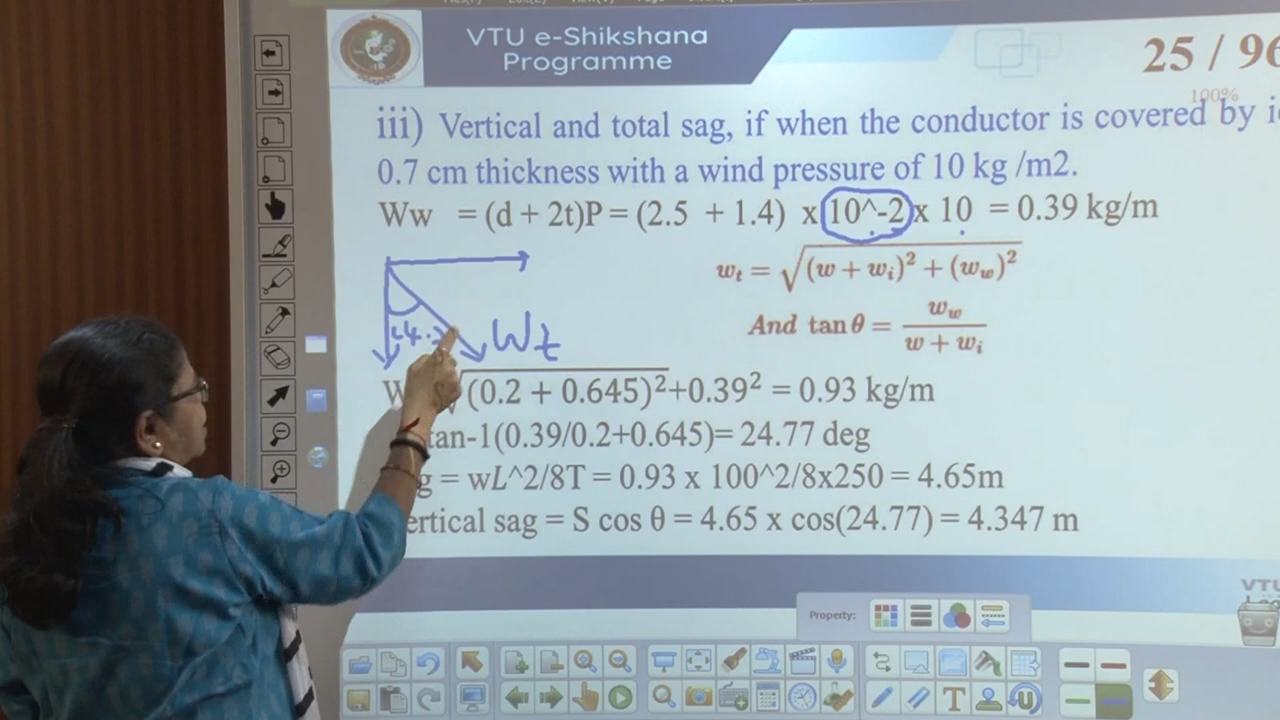 VTU e-Shikshana
Programme
25 / 96
100%
iii) Vertical and total sag, if when the conductor is covered by
0.7 cm thickness with a wind pressure of 10 kg /m2.
Ww = (d + 2t)P = (2.5 + 1.4) x 10^-2 x 10 = 0.39 kg/m
wt = √(w + wi)² + (ww)²
And tan θ = ww / w + wi
Wt
W √(0.2 + 0.645)²+0.39² = 0.93 kg/m
tan-1(0.39/0.2+0.645)= 24.77 deg
g = wL^2/8T = 0.93 x 100^2/8x250 = 4.65m
ertical sag = S cos θ = 4.65 x cos(24.77) = 4.347 m
VTU
Property: